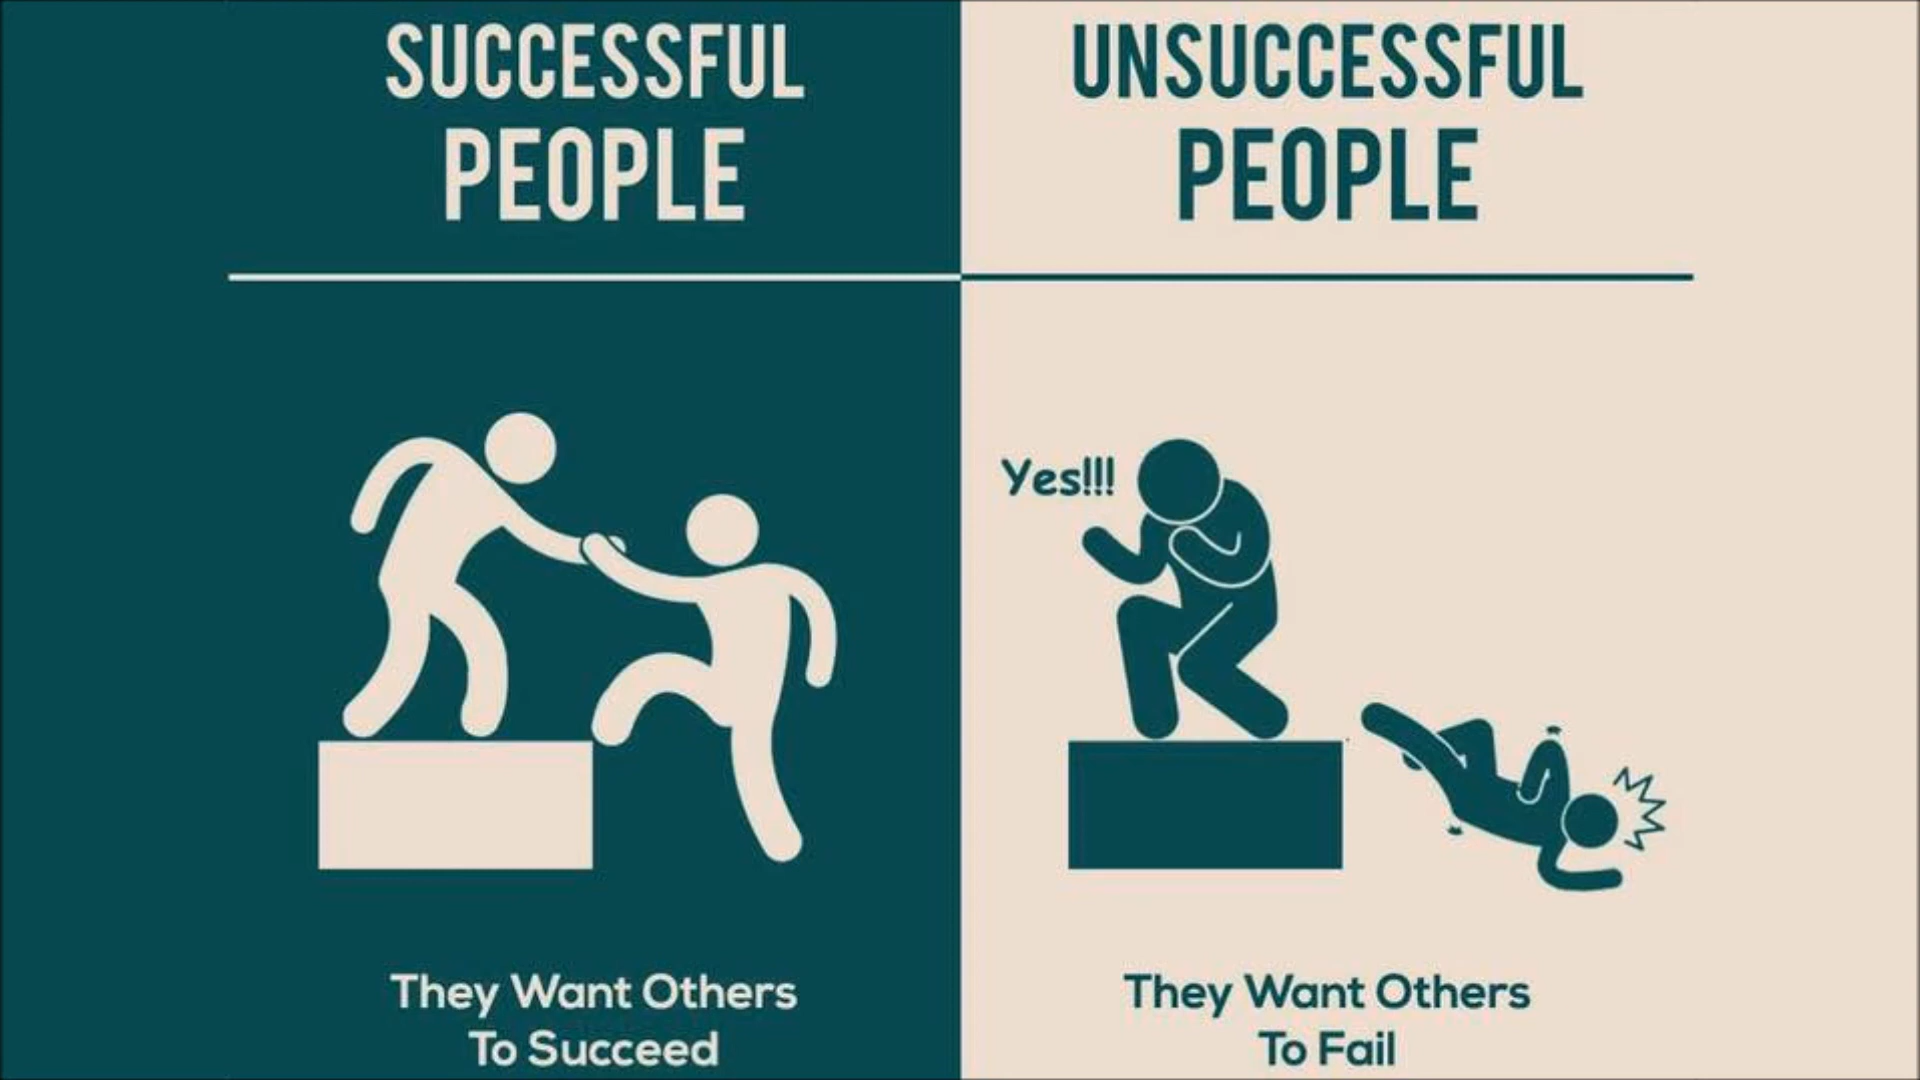 SUCCESSFUL
PEOPLE
They Want Others
To Succeed
UNSUCCESSFUL
PEOPLE
Yes!!!
They Want Others
To Fail